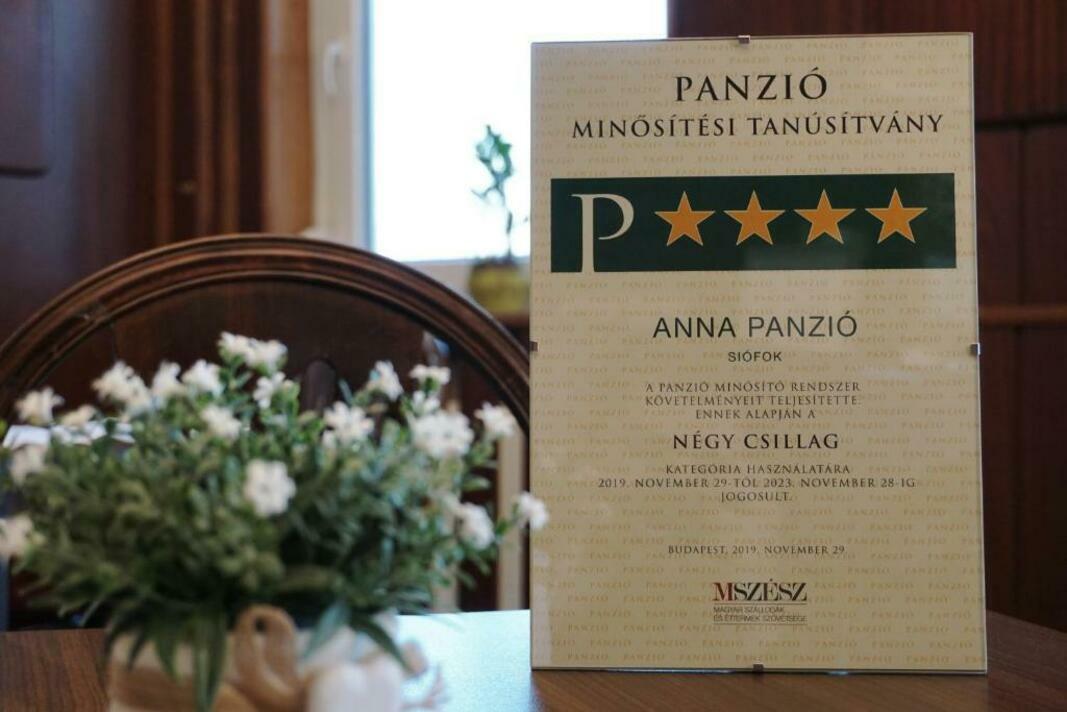 PANZIÓ
MINŐSÍTÉSI TANÚSÍTVÁNY
P
ANNA PANZIÓ
SIÓFOK
A PANZIÓ MINŐSÍTŐ RENDSZER
KÖVETELMÉNYEIT TELJESÍTETTE.
ENNEK ALAPJÁN A
NÉGY CSILLAG
KATEGÓRIA HASZNÁLATÁRA
2019. NOVEMBER 29-TŐL 2023. NOVEMBER 28-IG
JOGOSULT.
BUDAPEST, 2019. NOVEMBER 29
MSZÉSZ
MAGYAR SZÁLLODÁK
ÉS ÉTTERMEK SZÖVETSÉGE